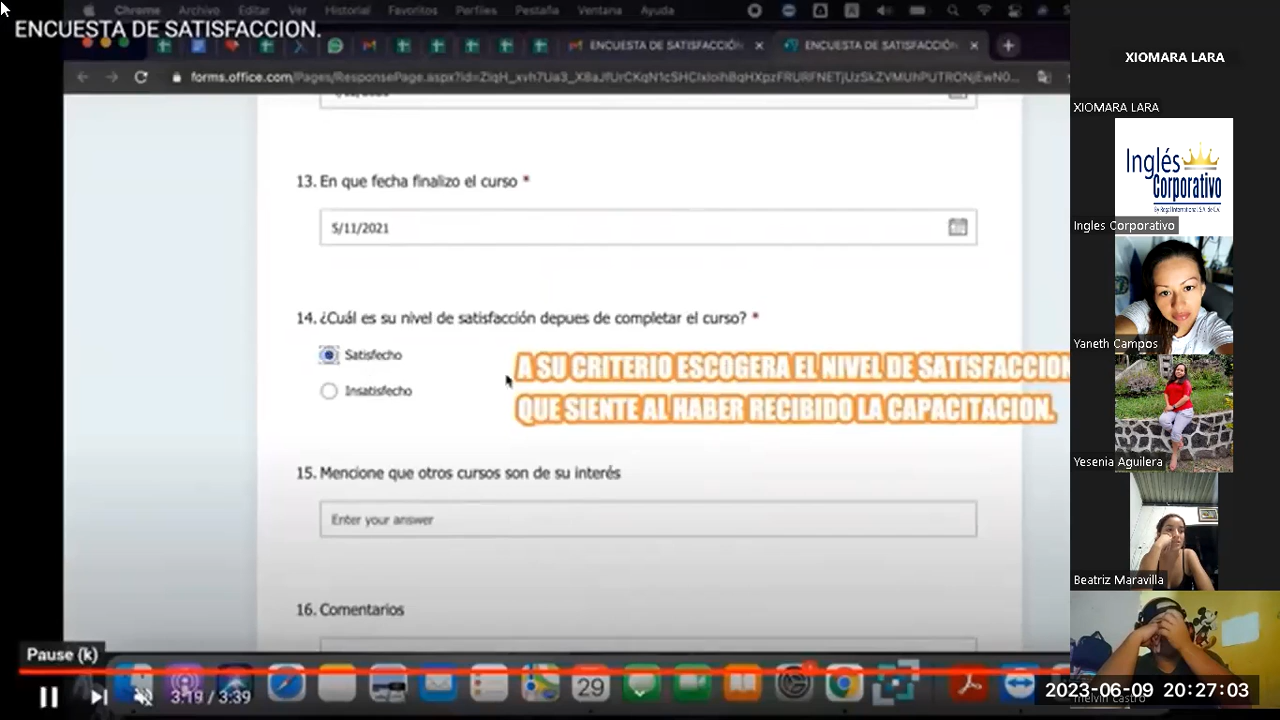 Chrome Archivo Editar Ver Historial Favoritos Perfiles Pestaña Ventana Ayuda
ENCUESTA DE SATISFACCION.
ENCUESTA DE SATISFACCIÓN
ENCUESTA DE SATISFACCIÓN
13. En que fecha finalizo el curso *
5/11/2021
14. ¿Cuál es su nivel de satisfacción depues de completar el curso? *
Satisfecho
Insatisfecho
A SU CRITERIO ESCOGERA EL NIVEL DE SATISFACCION
QUE SIENTE AL HABER RECIBIDO LA CAPACITACION.
15. Mencione que otros cursos son de su interés
Enter your answer
16. Comentarios
Pause (k)
3:19 / 3:39
29
XIOMARA LARA
XIOMARA LARA
Inglés
Corporativo
Ingles Corporativo
Yaneth Campos
Yesenia Aguilera
Beatriz Maravilla
melvin Castro
2023-06-09 20:27:03